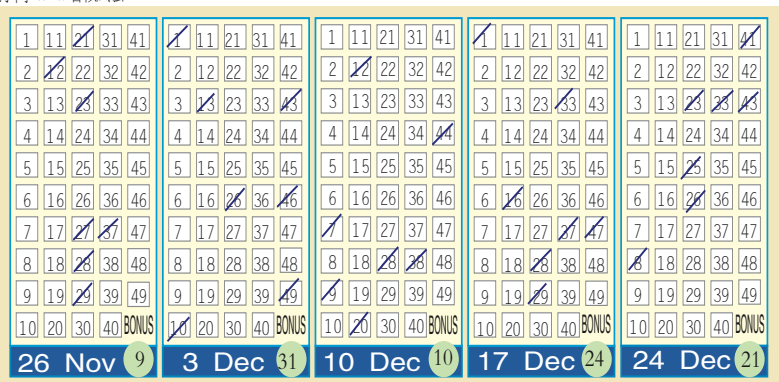 1 11 21 31 41 1 11 21 31 41 1 11 21 31 41 1 11 21 31 41 1 11 21 31 41
2 12 22 32 42 2 12 22 32 42 2 12 22 32 42 2 12 22 32 42 2 12 22 32 42
3 13 23 33 43 3 13 23 33 43 3 13 23 33 43 3 13 23 33 43 3 13 23 33 43
4 14 24 34 44 4 14 24 34 44 4 14 24 34 44 4 14 24 34 44 4 14 24 34 44
5 15 25 35 45 5 15 25 35 45 5 15 25 35 45 5 15 25 35 45 5 15 25 35 45
6 16 26 36 46 6 16 26 36 46 6 16 26 36 46 6 16 26 36 46 6 16 26 36 46
7 17 27 37 47 7 17 27 37 47 7 17 27 37 47 7 17 27 37 47 7 17 27 37 47
8 18 28 38 48 8 18 28 38 48 8 18 28 38 48 8 18 28 38 48 8 18 28 38 48
9 19 29 39 49 9 19 29 39 49 9 19 29 39 49 9 19 29 39 49 9 19 29 39 49
10 20 30 40 BONUS 10 20 30 40 BONUS 10 20 30 40 BONUS 10 20 30 40 BONUS 10 20 30 40 BONUS
26 Nov 9 3 Dec 31 10 Dec 10 17 Dec 24 24 Dec 21